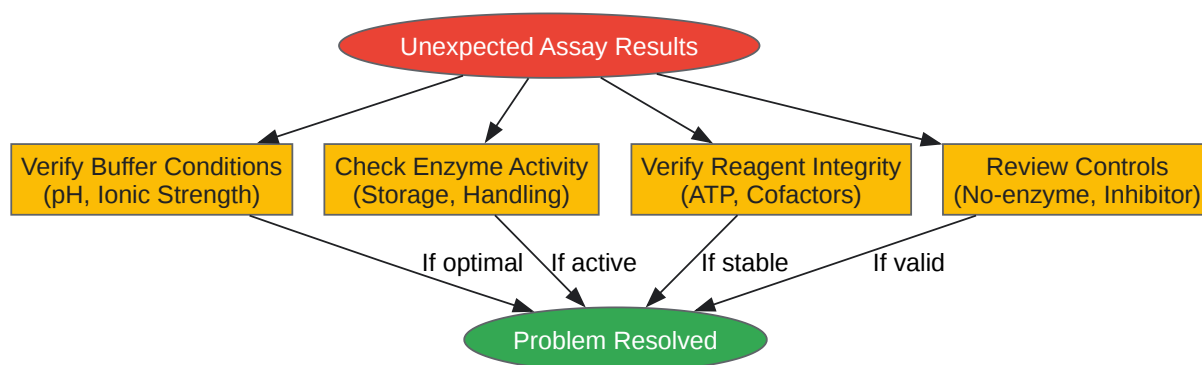 Unexpected Assay Results
Verify Buffer Conditions
(pH, Ionic Strength)
Check Enzyme Activity
(Storage, Handling)
Verify Reagent Integrity
(ATP, Cofactors)
Review Controls
(No-enzyme, Inhibitor)
If optimal
If active
If stable
If valid
Problem Resolved